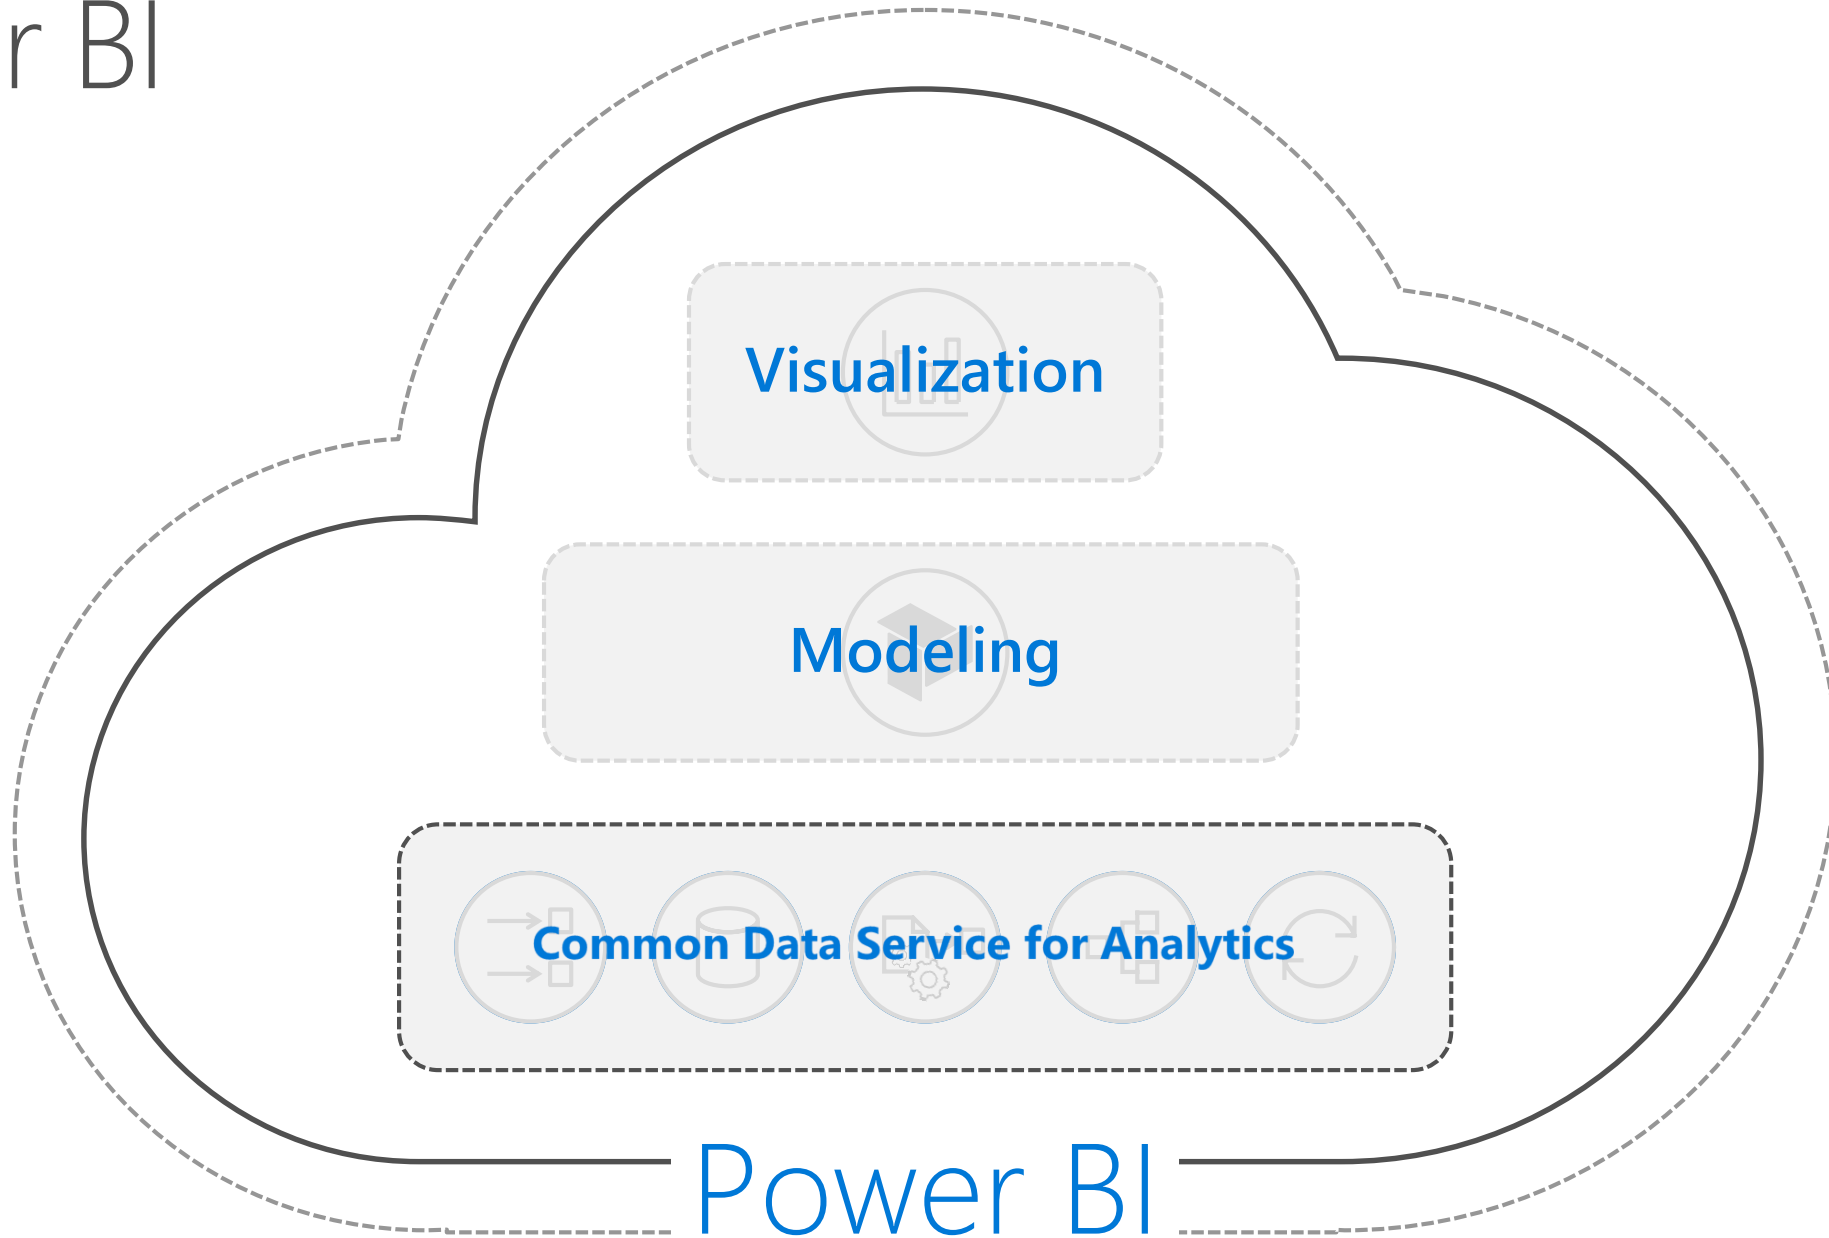 r BI
Visualization
Modeling
Common Data Service for Analytics
Power BI